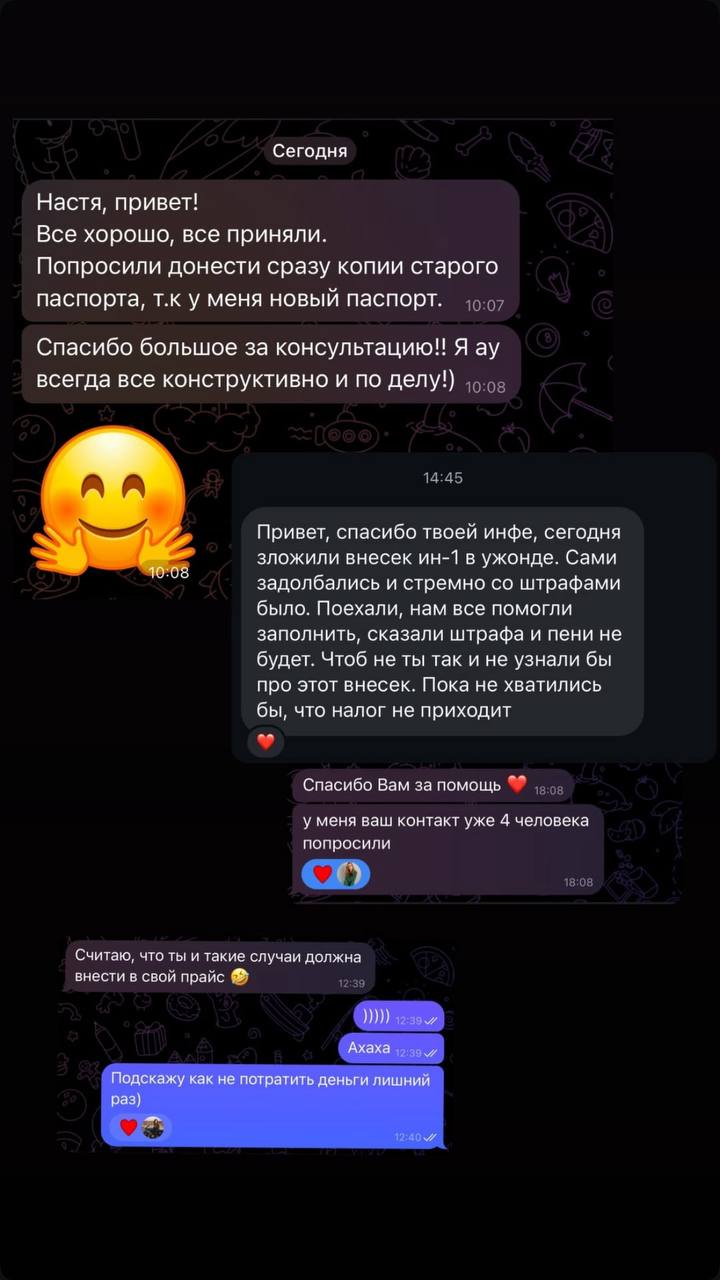 Сегодня
Настя, привет!
Все хорошо, все приняли.
Попросили донести сразу копии старого
паспорта, т.к у меня новый паспорт. 10:07
Спасибо большое за консультацию!! Я ау
всегда все конструктивно и по делу!) 10:08
10:08
14:45
Привет, спасибо твоей инфе, сегодня
зложили внесек ин-1 в ужонде. Сами
задолбались и стремно со штрафами
было. Поехали, нам все помогли
заполнить, сказали штрафа и пени не
будет. Чтоб не ты так и не узнали бы
про этот внесек. Пока не хватились
бы, что налог не приходит
Спасибо Вам за помощь ❤️ 18:08
у меня ваш контакт уже 4 человека
попросили
18:08
Считаю, что ты и такие случаи должна
внести в свой прайс 🤣 12:39
))))) 12:39
Ахаха 12:39
Подскажу как не потратить деньги лишний
раз)
12:40